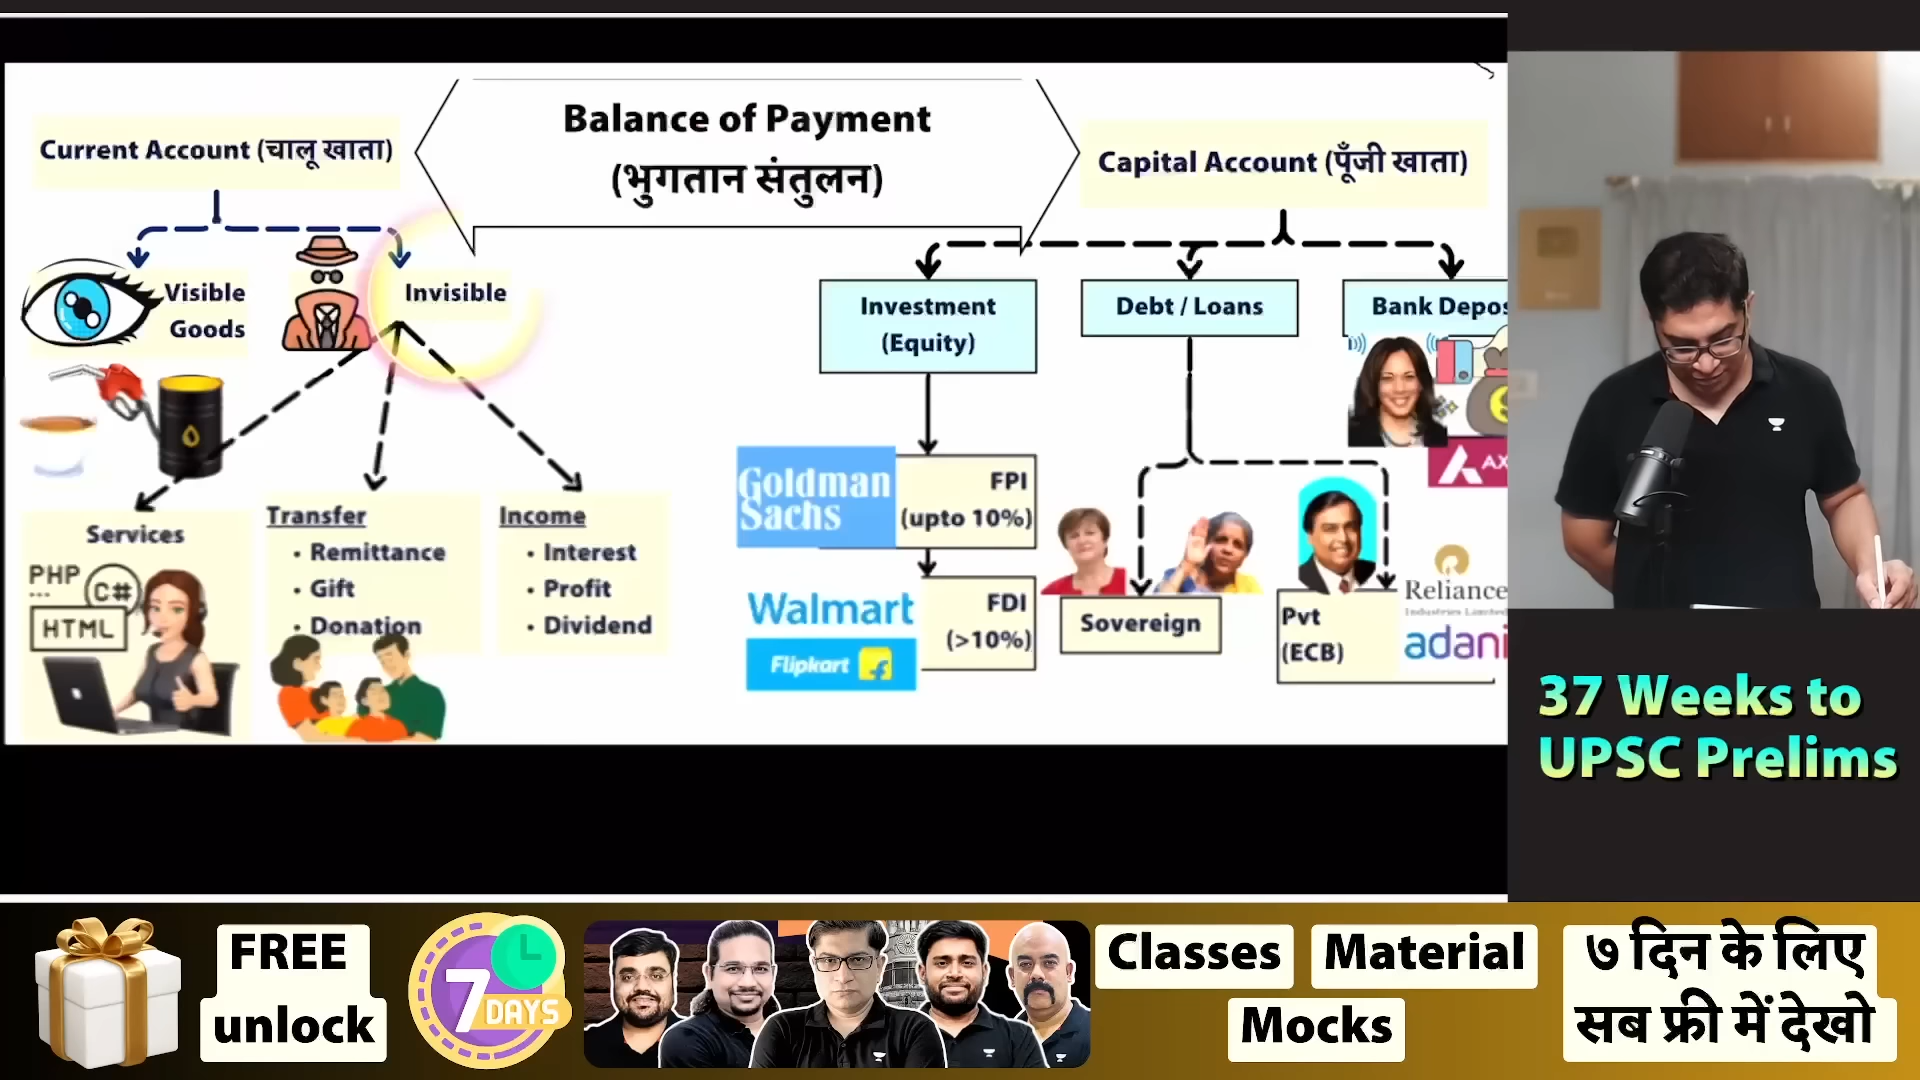 Balance of Payment
(भुगतान संतुलन)
Current Account (चालू खाता)
Visible
Goods
Invisible
Services
PHP
C#
HTML
Transfer
• Remittance
• Gift
• Donation
Income
• Interest
• Profit
• Dividend
Capital Account (पूँजी खाता)
Investment
(Equity)
Goldman
Sachs
FPI
(upto 10%)
Walmart
Flipkart
FDI
(>10%)
Debt / Loans
Sovereign
Pvt
(ECB)
Reliance
Industries Limited
adani
Bank Depos
AX
37 Weeks to
UPSC Prelims
FREE
unlock
7
DAYS
Classes
Material
Mocks
७ दिन के लिए
सब फ्री में देखो